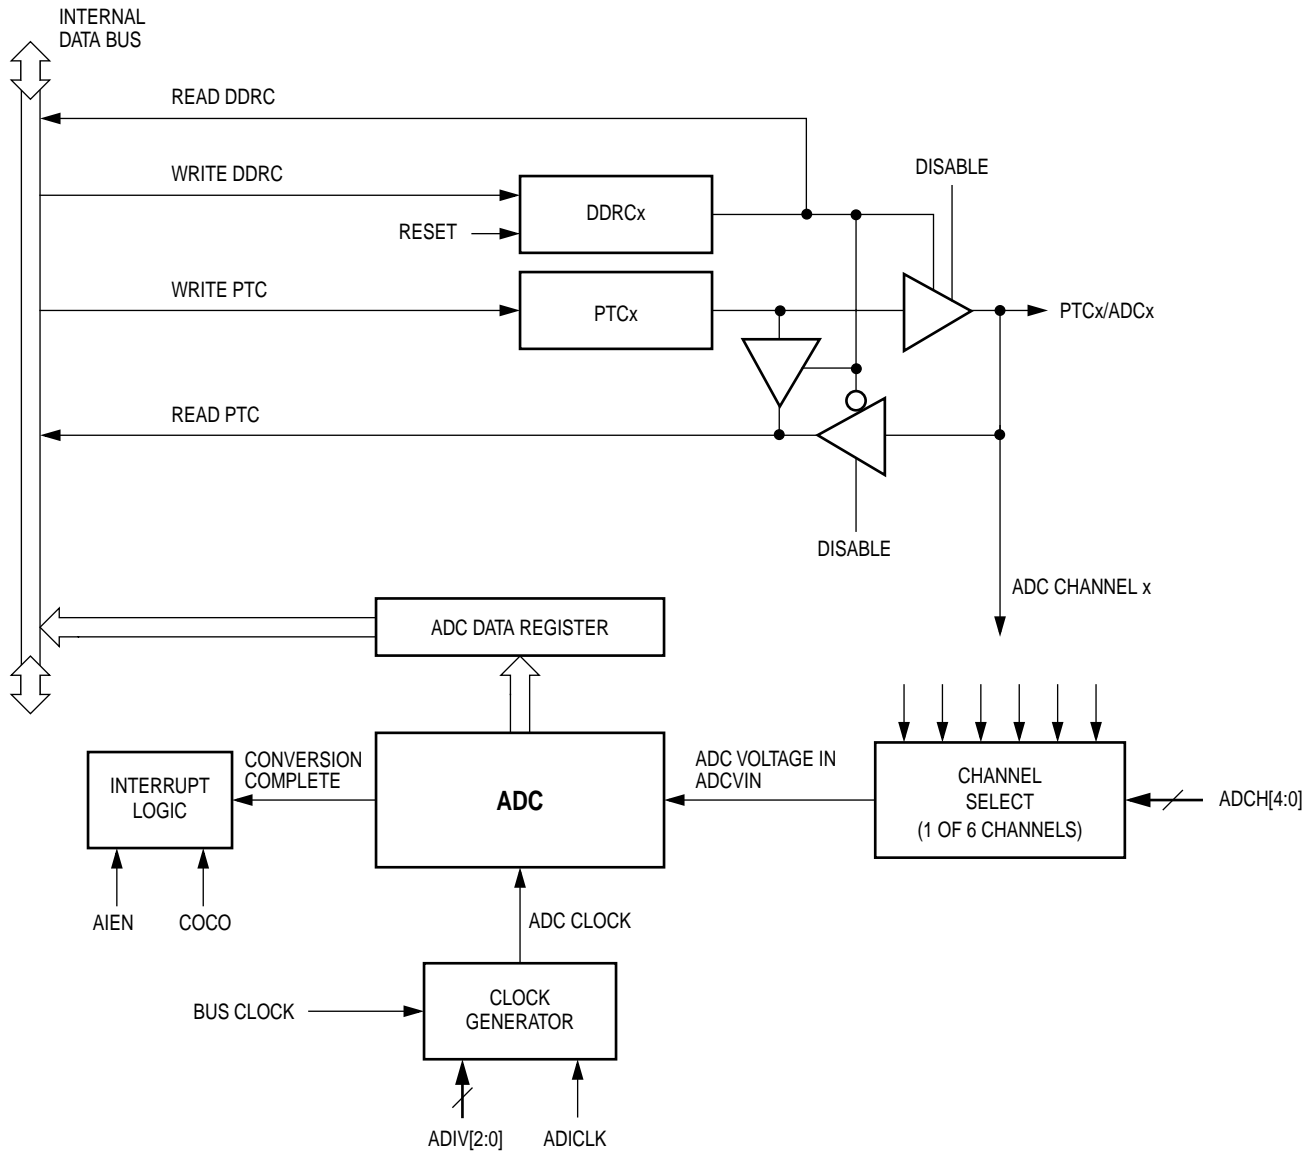 INTERNAL
DATA BUS
READ DDRC
WRITE DDRC
DISABLE
DDRCx
RESET
WRITE PTC
PTCx
PTCx/ADCx
READ PTC
DISABLE
ADC CHANNEL x
ADC DATA REGISTER
INTERRUPT
LOGIC
CONVERSION
COMPLETE
ADC
ADC VOLTAGE IN
ADCVIN
CHANNEL
SELECT
(1 OF 6 CHANNELS)
ADCH[4:0]
AIEN
COCO
ADC CLOCK
BUS CLOCK
CLOCK
GENERATOR
ADIV[2:0]
ADICLK